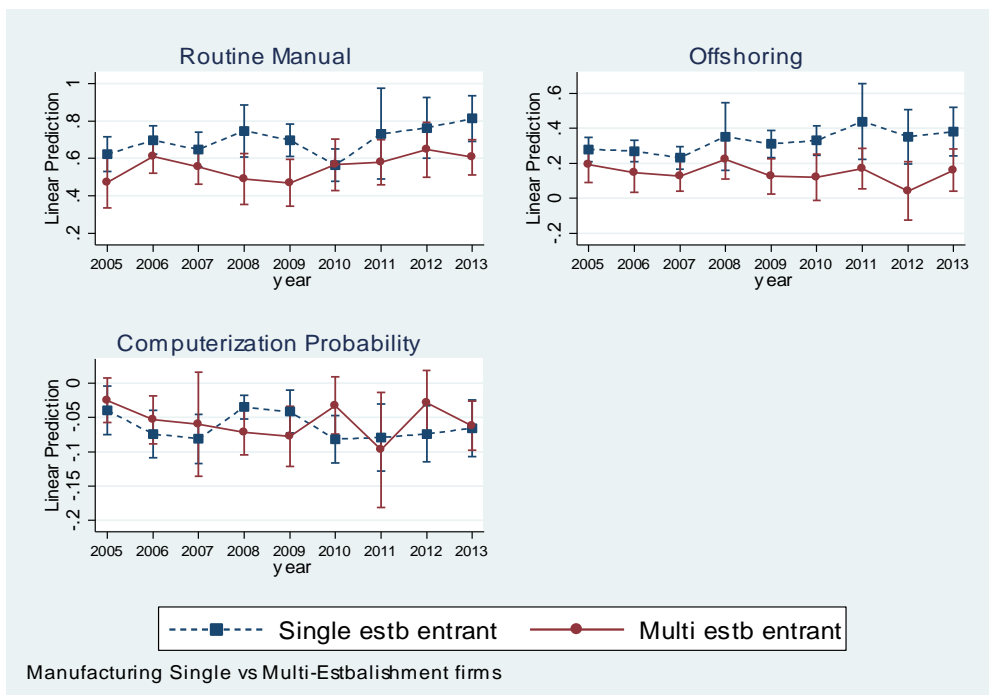 Routine Manual
Linear Prediction
.2 .4 .6 .8 1
2005 2006 2007 2008 2009 2010 2011 2012 2013
year
Offshoring
Linear Prediction
-.2 0 .2 .4 .6
2005 2006 2007 2008 2009 2010 2011 2012 2013
year
Computerization Probability
Linear Prediction
-.2 -.15 -.1 -.05 0
2005 2006 2007 2008 2009 2010 2011 2012 2013
year
Single estb entrant Multi estb entrant
Manufacturing Single vs Multi-Estbalishment firms